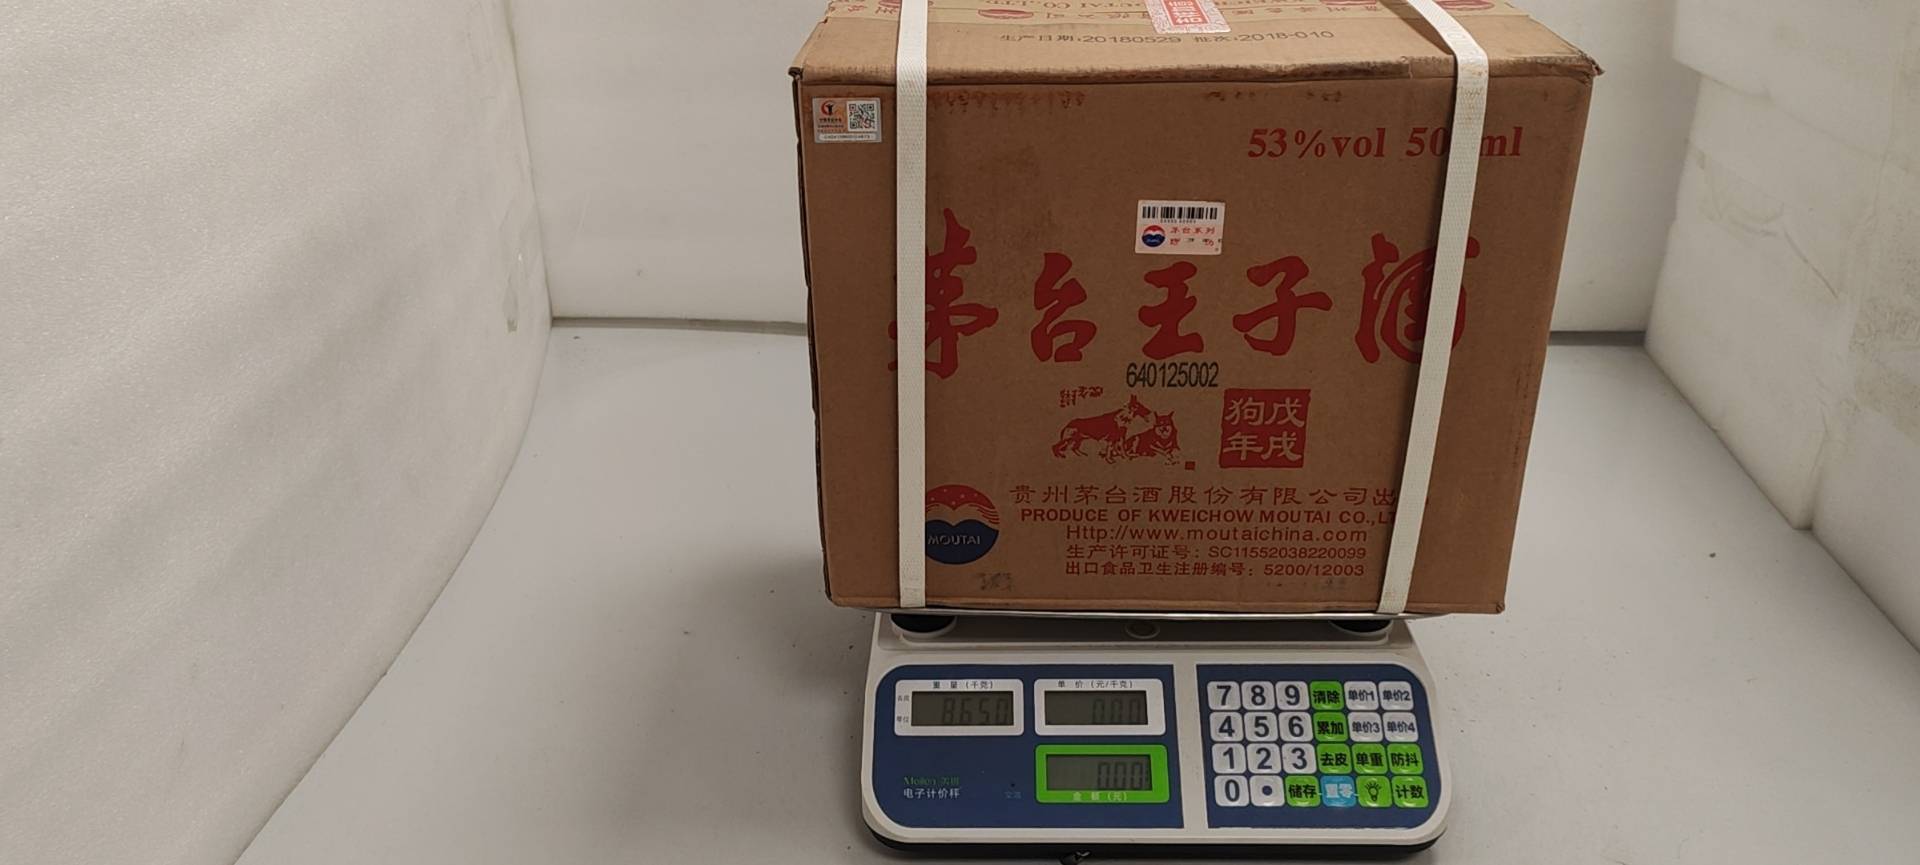 生产日期:20180529 批次:2018-010
53%vol 50 ml
茅台系列
茅台王子酒
640125002
狗戊
年戌
贵州茅台酒股份有限公司出
PRODUCE OF KWEICHOW MOUTAI CO.,LT
MOUTAI
Http://www.moutaichina.com
生产许可证号：SC11552038220099
出口食品卫生注册编号：5200/12003
重量(千克)
单价(元/千克)
8650
0.00
0.00
金额(元)
电子计价秤
7 8 9 清除 单价1 单价2
4 5 6 累加 单价3 单价4
1 2 3 去皮 单重 防抖
0 • 储存 置零 计数